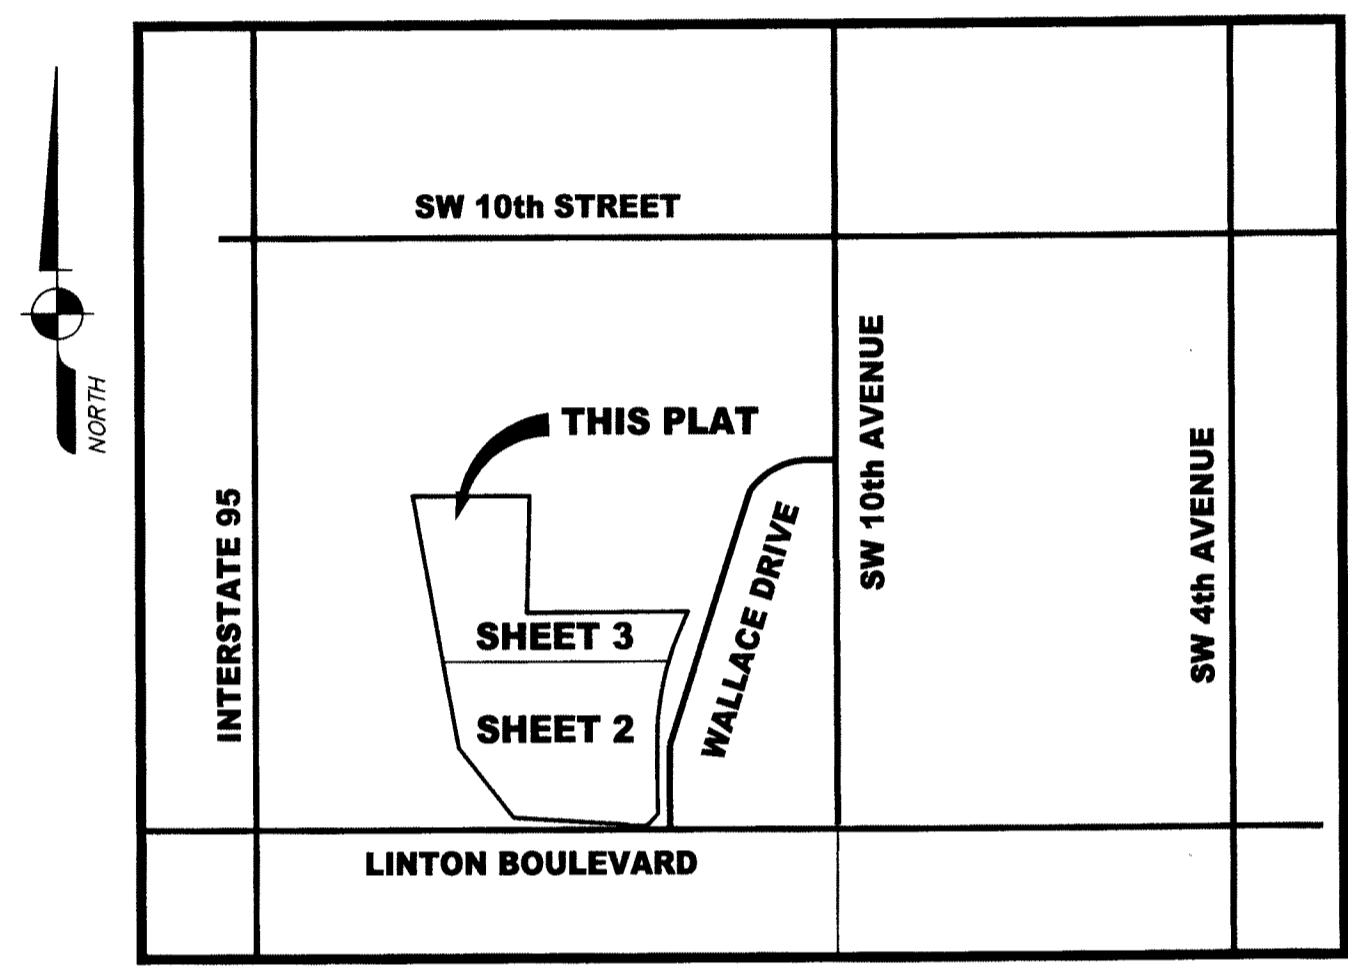 SW 10th STREET
NORTH
THIS PLAT
INTERSTATE 95
SHEET 3
SHEET 2
WALLACE DRIVE
SW 10th AVENUE
SW 4th AVENUE
LINTON BOULEVARD